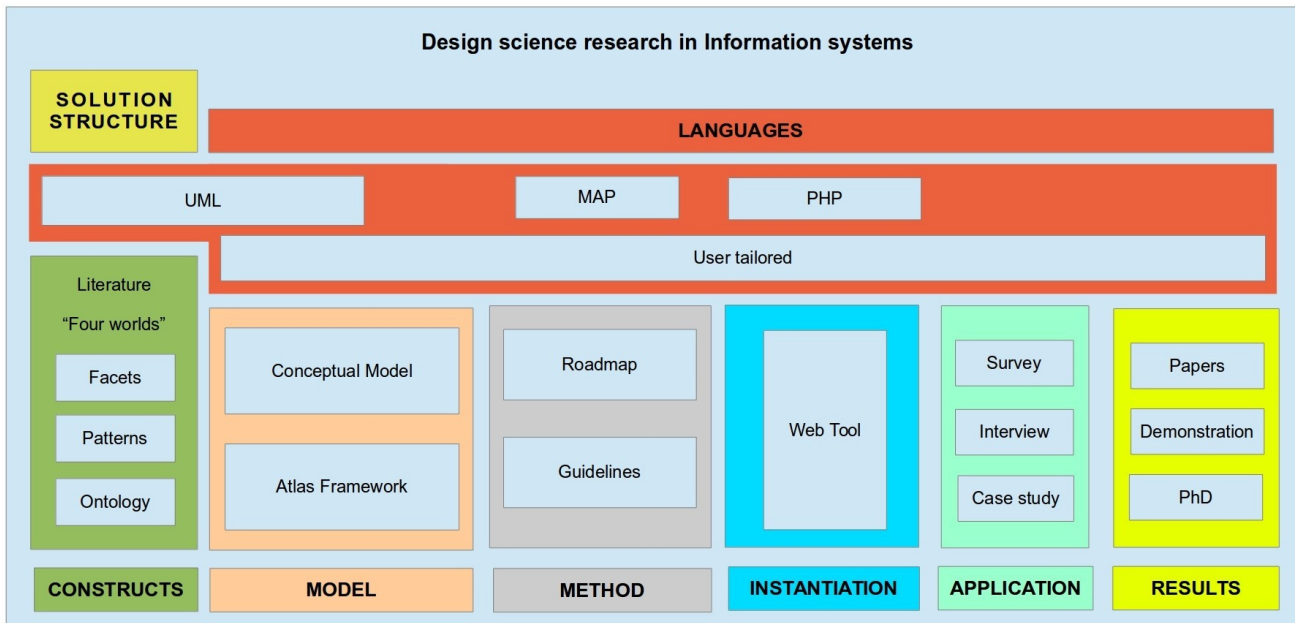 Design science research in Information systems
SOLUTION
STRUCTURE
LANGUAGES
UML
MAP
PHP
User tailored
Literature
“Four worlds”
Facets
Patterns
Ontology
Conceptual Model
Atlas Framework
Roadmap
Guidelines
Web Tool
Survey
Interview
Case study
Papers
Demonstration
PhD
CONSTRUCTS
MODEL
METHOD
INSTANTIATION
APPLICATION
RESULTS